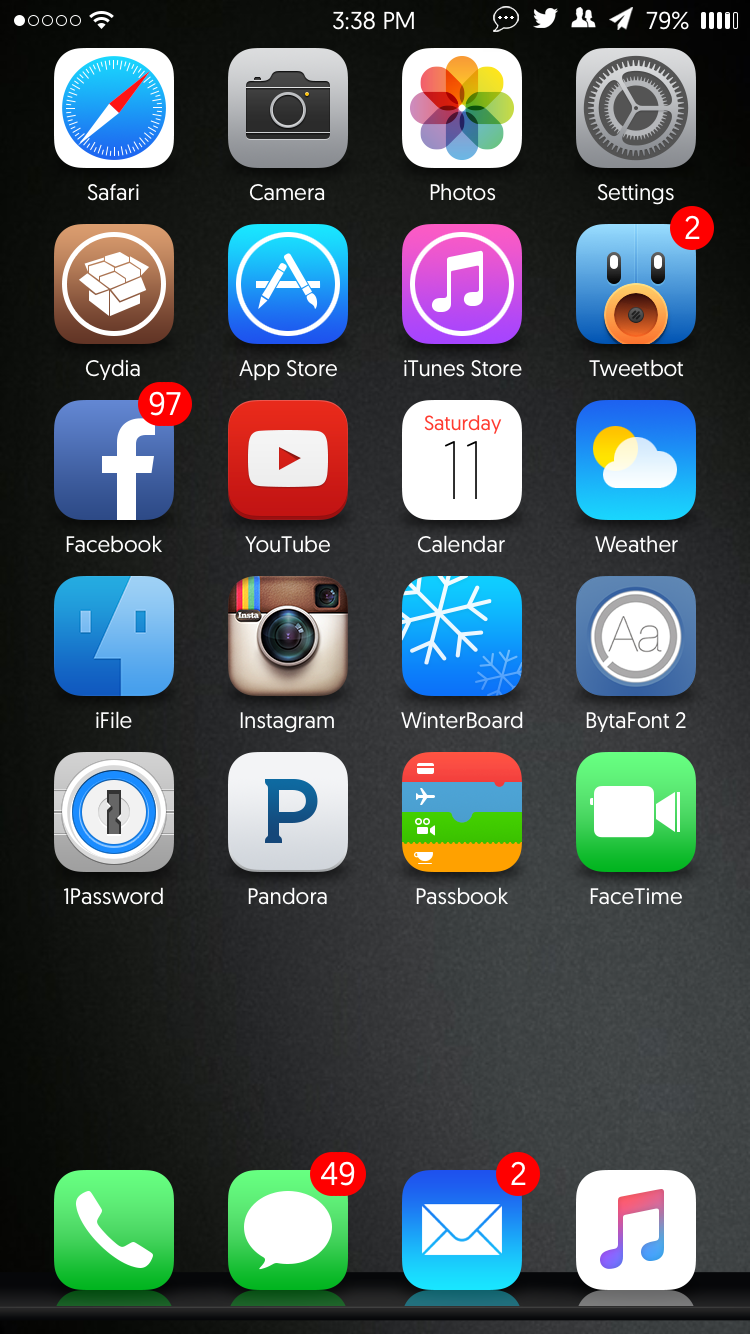 3:38 PM 79%
Safari Camera Photos Settings
2
Cydia App Store iTunes Store Tweetbot
97
Saturday
11
Facebook YouTube Calendar Weather
Insta
Aa
iFile Instagram WinterBoard BytaFont 2
P
1Password Pandora Passbook FaceTime
49 2